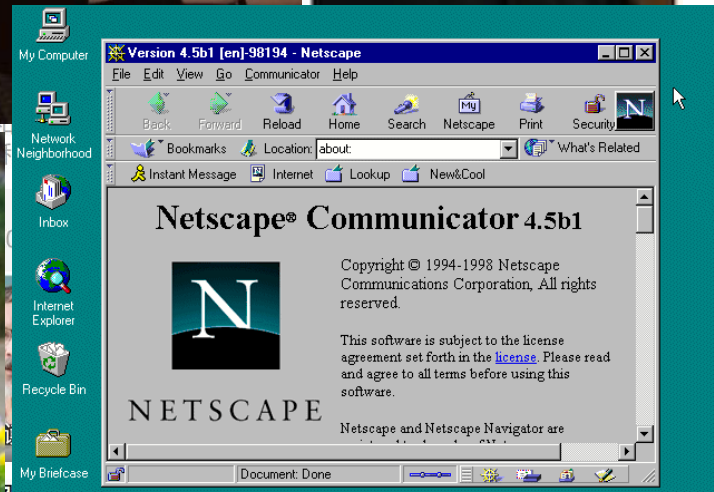 My Computer
Network
Neighborhood
Inbox
Internet
Explorer
Recycle Bin
My Briefcase
Version 4.5b1 [en]-98194 - Netscape
File Edit View Go Communicator Help
Back Forward Reload Home Search Netscape Print Security
My
N
Bookmarks Location: about: What's Related
Instant Message Internet Lookup New&Cool
Netscape® Communicator 4.5b1
N
NETSCAPE
Copyright © 1994-1998 Netscape
Communications Corporation, All rights
reserved.
This software is subject to the license
agreement set forth in the license. Please read
and agree to all terms before using this
software.
Netscape and Netscape Navigator are
Document: Done